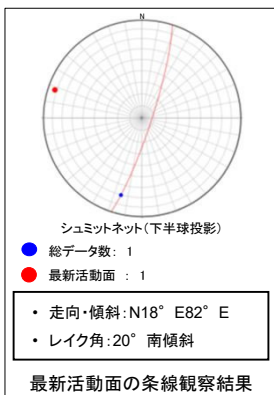 N
シュミットネット(下半球投影)
総データ数: 1
最新活動面 : 1
・ 走向・傾斜:N18° E82° E
・ レイク角:20° 南傾斜
最新活動面の条線観察結果